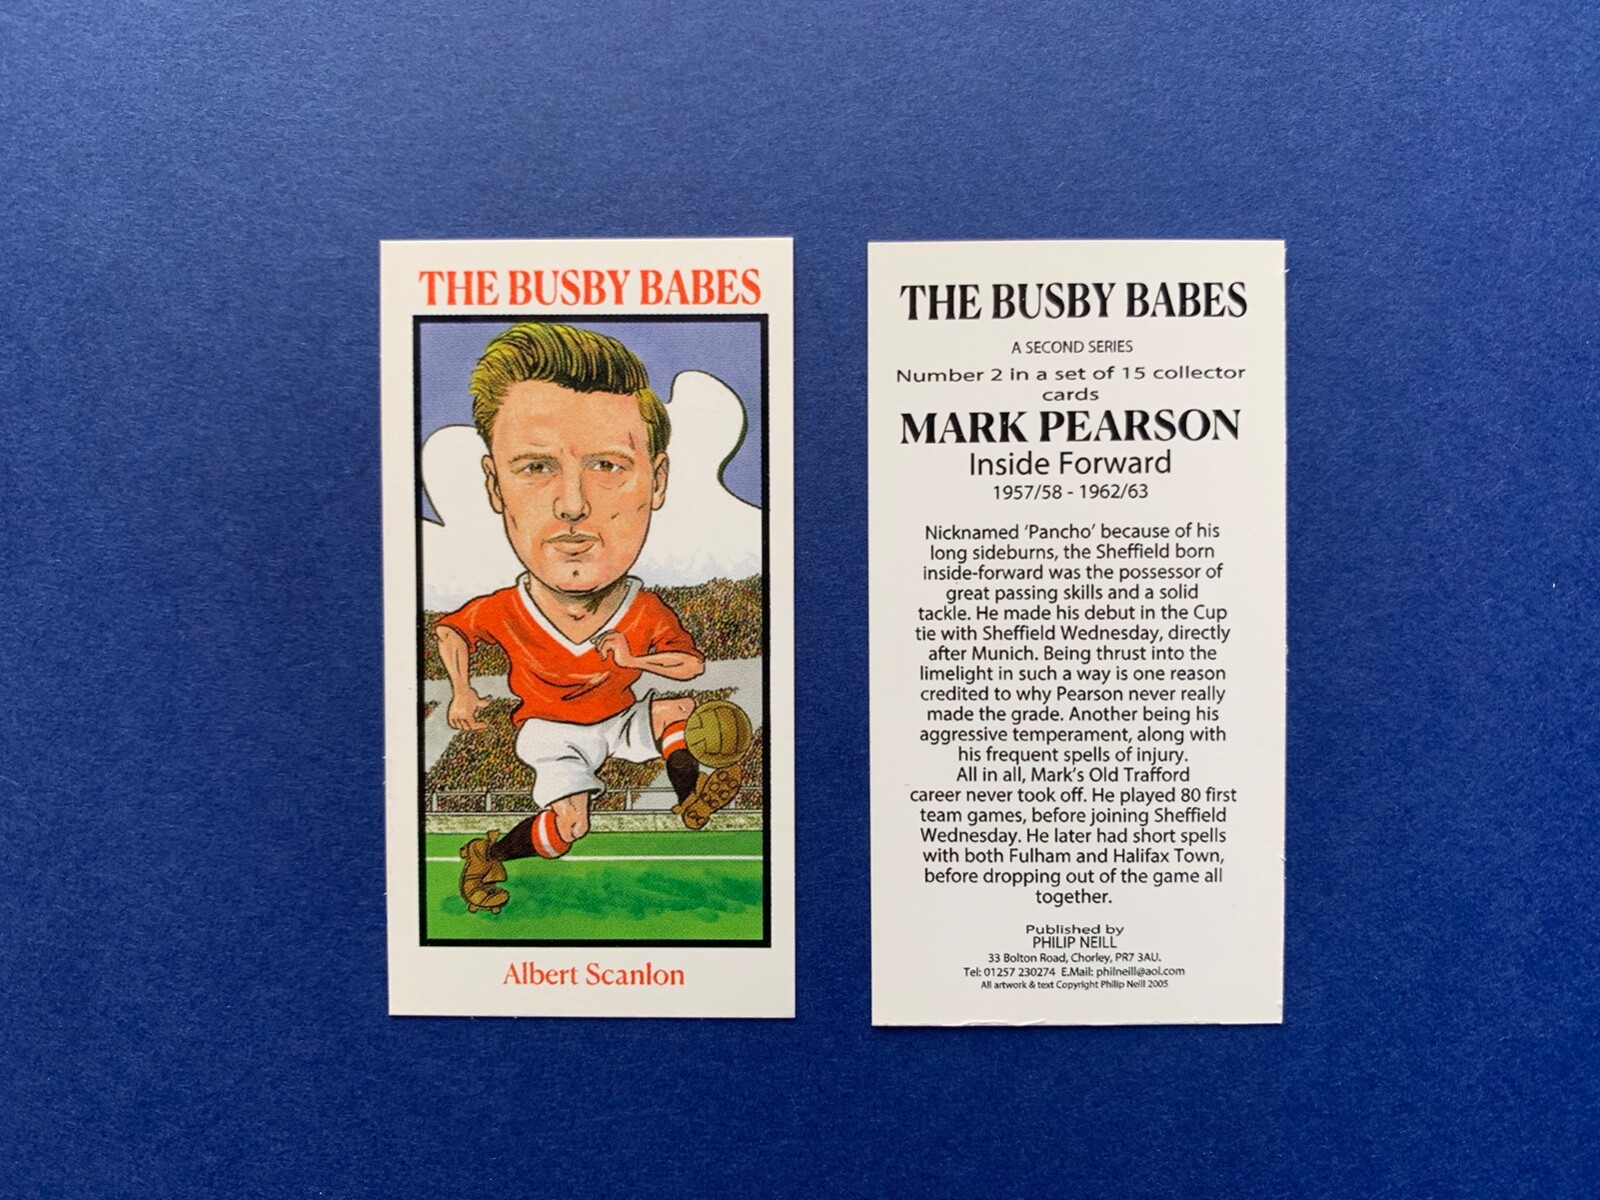 THE BUSBY BABES
Albert Scanlon
THE BUSBY BABES
A SECOND SERIES
Number 2 in a set of 15 collector
cards
MARK PEARSON
Inside Forward
1957/58 - 1962/63
Nicknamed ‘Pancho’ because of his
long sideburns, the Sheffield born
inside-forward was the possessor of
great passing skills and a solid
tackle. He made his debut in the Cup
tie with Sheffield Wednesday, directly
after Munich. Being thrust into the
limelight in such a way is one reason
credited to why Pearson never really
made the grade. Another being his
aggressive temperament, along with
his frequent spells of injury.
All in all, Mark’s Old Trafford
career never took off. He played 80 first
team games, before joining Sheffield
Wednesday. He later had short spells
with both Fulham and Halifax Town,
before dropping out of the game all
together.
Published by
PHILIP NEILL
33 Bolton Road, Chorley, PR7 3AU.
Tel: 01257 230274 E.Mail: philneill@aol.com
All artwork & text Copyright Philip Neill 2005